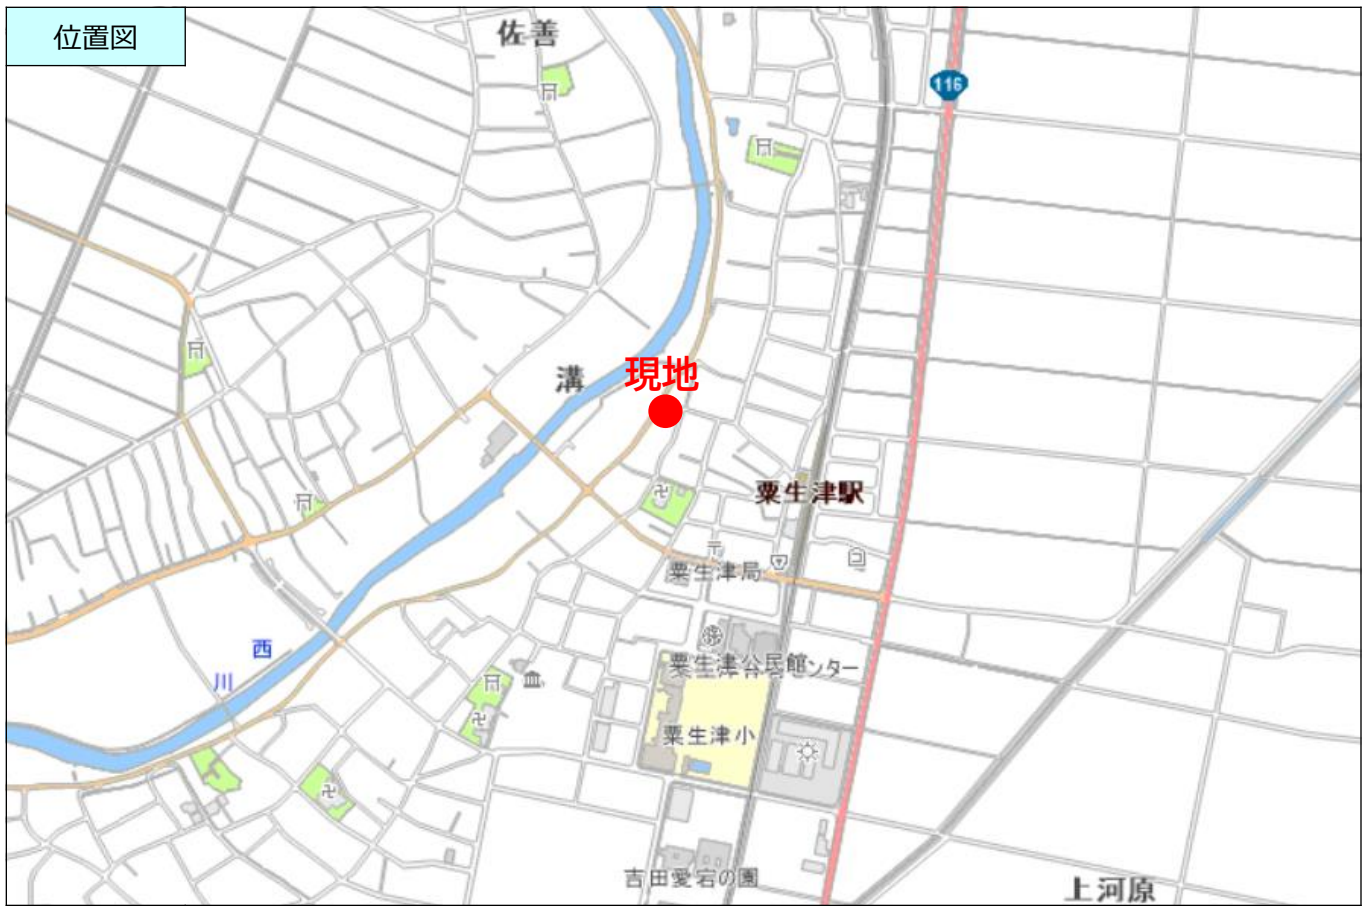 位置図
佐善
116
現地
溝
粟生津駅
粟生津局
西
川
粟生津公民館
ンター
粟生津小
吉田愛宕の園
上河原